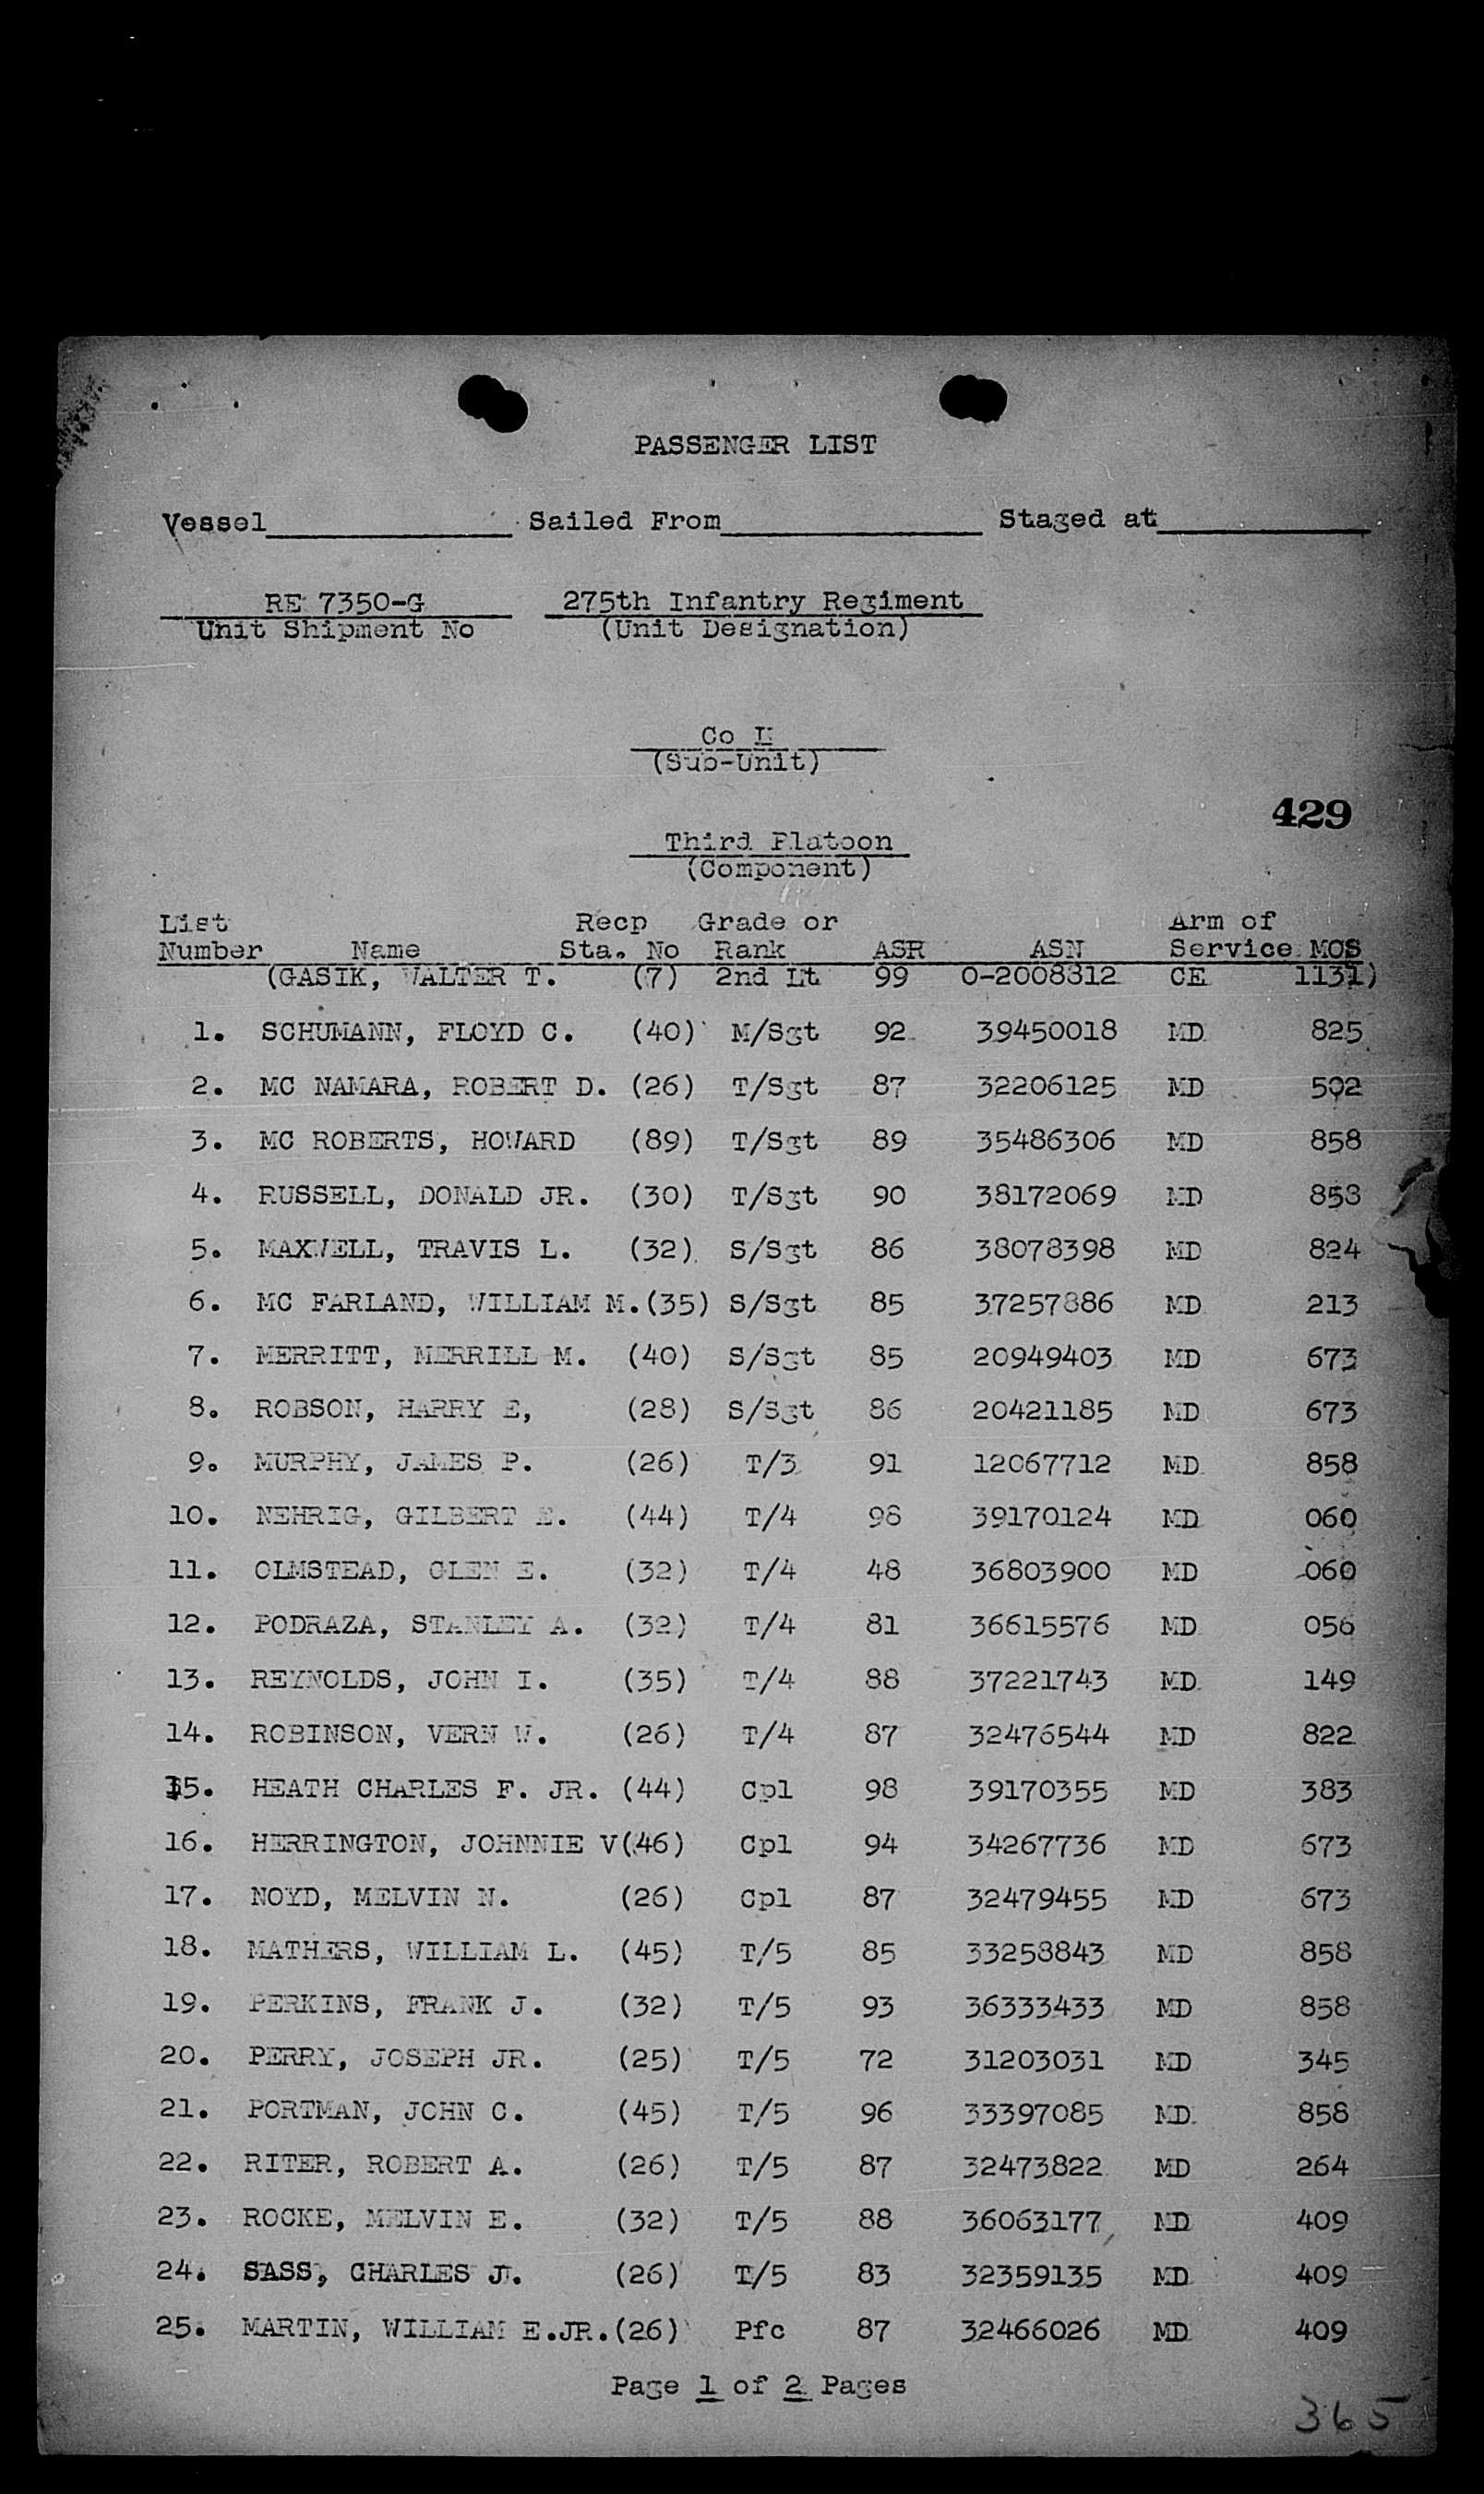 PASSENGER LIST
Vessel Sailed From Staged at
RE 7350-G 275th Infantry Regiment
Unit Shipment No (Unit Designation)
Co
(Sub-Unit)
429
Third Platoon
(Component)
List Recp Grade or Arm of
Number Name Sta. No Rank ASR ASN Service MOS
(GASIK, WALTER T. (7) 2nd Lt 99 O-2008312 CE 1131)
1. SCHUMANN, FLOYD C. (40) M/Sgt 92 39450018 MD 825
2. MC NAMARA, ROBERT D. (26) T/Sgt 87 32206125 MD 502
3. MC ROBERTS, HOWARD (89) T/Sgt 89 35486306 MD 858
4. RUSSELL, DONALD JR. (30) T/Sgt 90 38172069 MD 858
5. MAXWELL, TRAVIS L. (32) S/Sgt 86 38078398 MD 824
6. MC FARLAND, WILLIAM M. (35) S/Sgt 85 37257886 MD 213
7. MERRITT, MERRILL M. (40) S/Sgt 85 20949403 MD 673
8. ROBSON, HARRY E, (28) S/Sgt 86 20421185 MD 673
9. MURPHY, JAMES P. (26) T/3 91 12067712 MD 858
10. NEHRIG, GILBERT E. (44) T/4 98 39170124 MD 060
11. OLMSTEAD, GLEN E. (32) T/4 48 36803900 MD 060
12. PODRAZA, STANLEY A. (32) T/4 81 36615576 MD 056
13. REYNOLDS, JOHN I. (35) T/4 88 37221743 MD 149
14. ROBINSON, VERN W. (26) T/4 87 32476544 MD 822
15. HEATH CHARLES F. JR. (44) Cpl 98 39170355 MD 383
16. HERRINGTON, JOHNNIE V (46) Cpl 94 34267736 MD 673
17. NOYD, MELVIN N. (26) Cpl 87 32479455 MD 673
18. MATHERS, WILLIAM L. (45) T/5 85 33258843 MD 858
19. PERKINS, FRANK J. (32) T/5 93 36333433 MD 858
20. PERRY, JOSEPH JR. (25) T/5 72 31203031 MD 345
21. PORTMAN, JOHN C. (45) T/5 96 33397085 MD 858
22. RITER, ROBERT A. (26) T/5 87 32473822 MD 264
23. ROCKE, MELVIN E. (32) T/5 88 36063177 MD 409
24. SASS, CHARLES J. (26) T/5 83 32359135 MD 409
25. MARTIN, WILLIAM E.JR. (26) Pfc 87 32466026 MD 409
Page 1 of 2 Pages
365